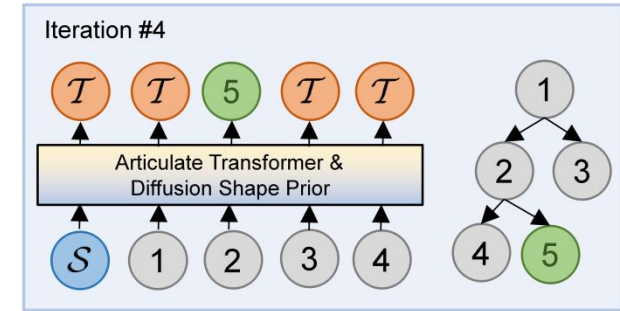 Iteration #4
𝒯 𝒯 5 𝒯 𝒯
Articulate Transformer &
Diffusion Shape Prior
𝒮 1 2 3 4
1
2 3
4 5